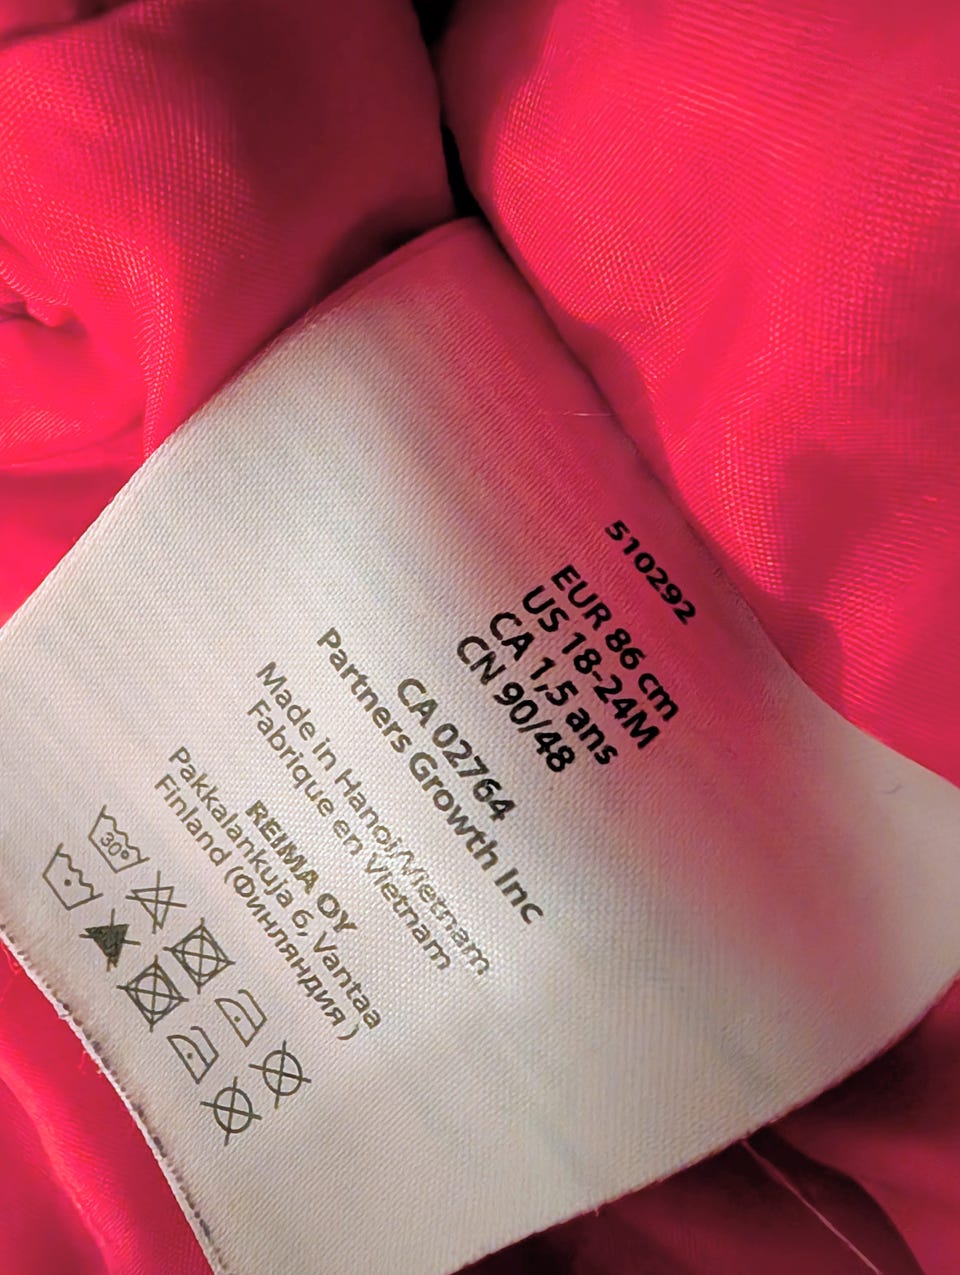 510292
EUR 86 cm
US 18-24M
CA 1,5 ans
CN 90/48
CA 02764
Partners Growth Inc
Made in Hanoi/Vietnam
Fabrique en Vietnam
REIMA OY
Pakkalankuja 6, Vantaa
Finland (Финляндия)
30°